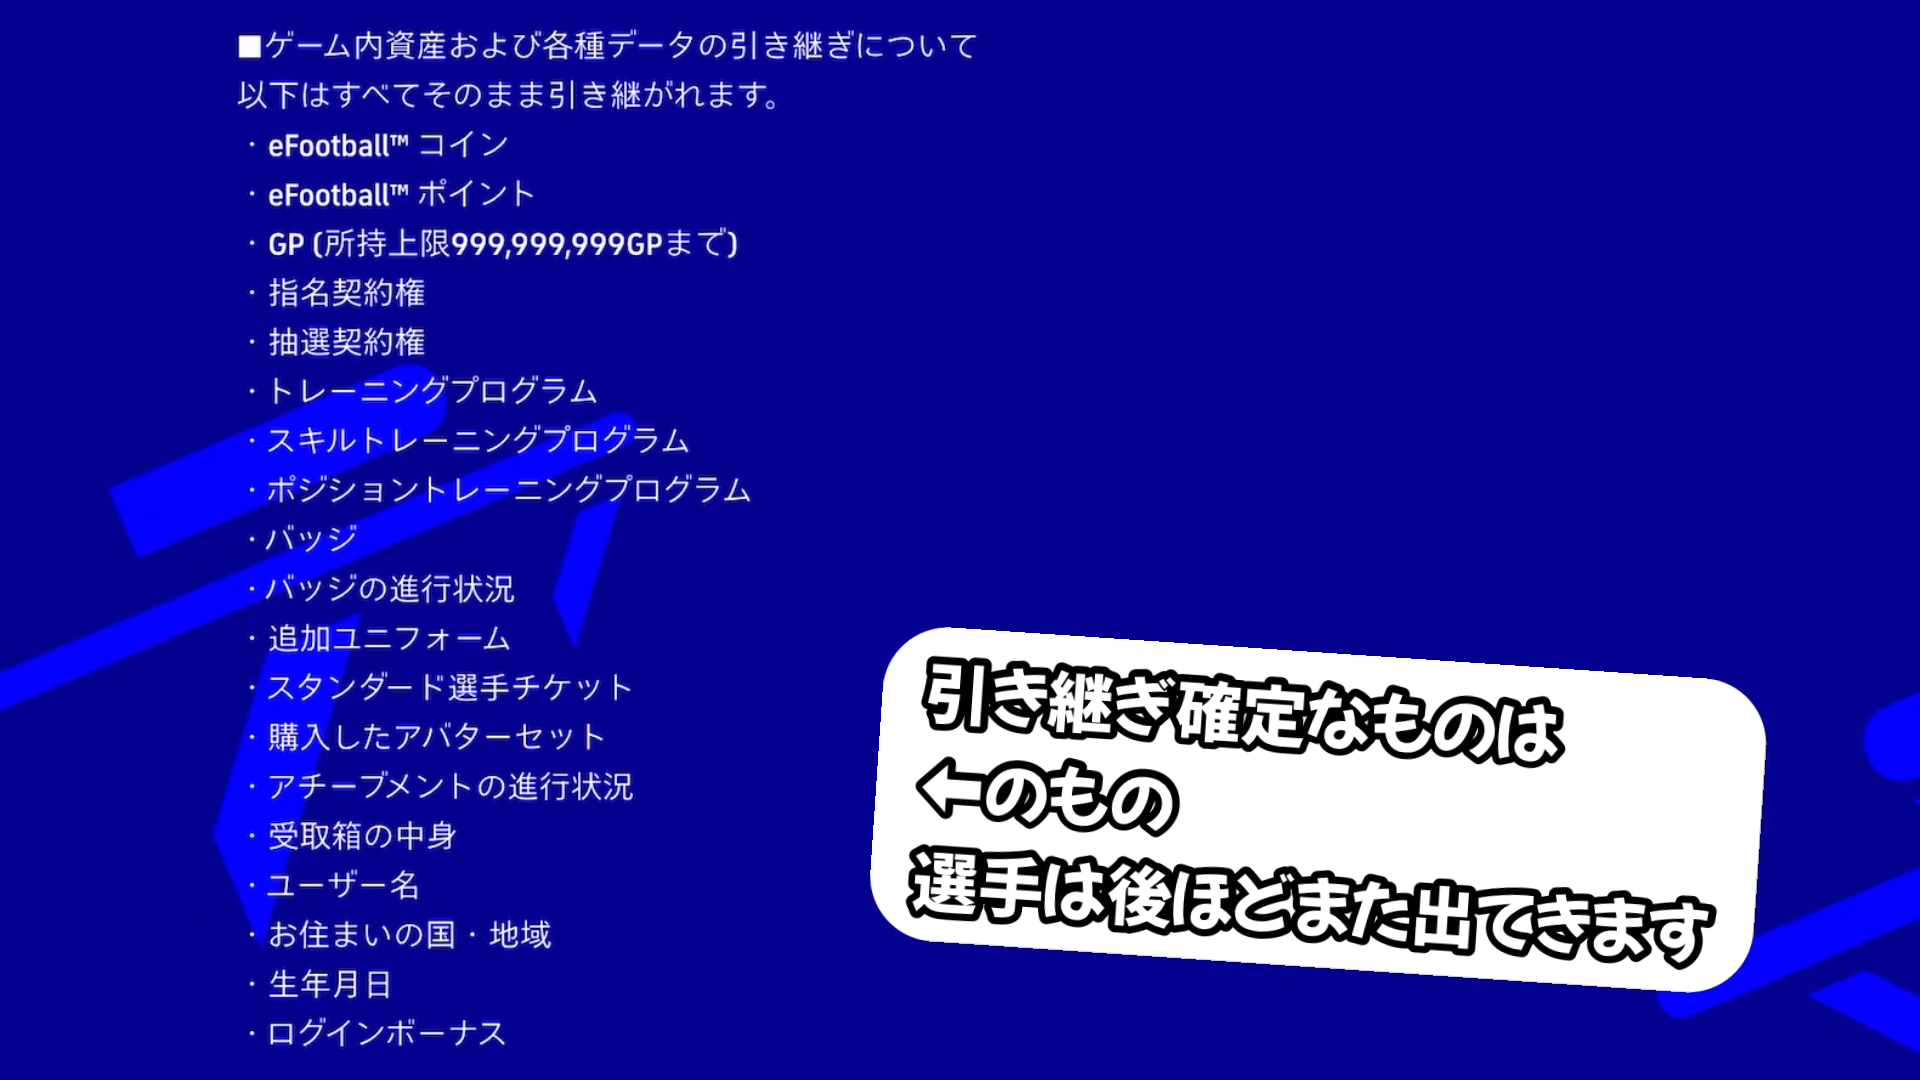 ■ゲーム内資産および各種データの引き継ぎについて
以下はすべてそのまま引き継がれます。
・eFootball™ コイン
・eFootball™ ポイント
・GP (所持上限999,999,999GPまで)
・指名契約権
・抽選契約権
・トレーニングプログラム
・スキルトレーニングプログラム
・ポジショントレーニングプログラム
・バッジ
・バッジの進行状況
・追加ユニフォーム
・スタンダード選手チケット
・購入したアバターセット
・アチーブメントの進行状況
・受取箱の中身
・ユーザー名
・お住まいの国・地域
・生年月日
・ログインボーナス
引き継ぎ確定なものは
←のもの
選手は後ほどまた出てきます